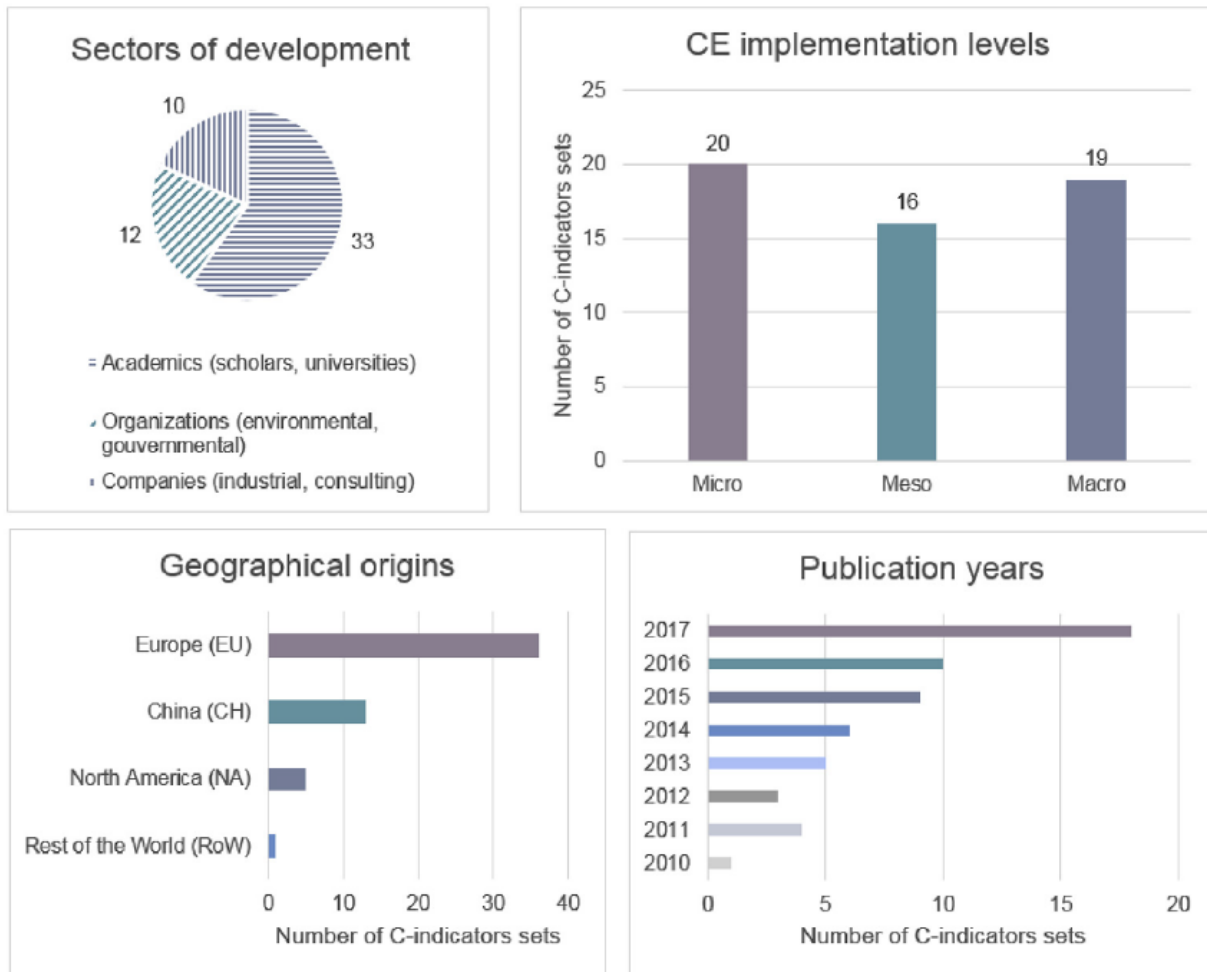 Sectors of development
10
12
33
Academics (scholars, universities)
Organizations (environmental,
gouvernmental)
Companies (industrial, consulting)
CE implementation levels
Number of C-indicators sets
25
20
15
10
5
0
20
16
19
Micro
Meso
Macro
Geographical origins
Europe (EU)
China (CH)
North America (NA)
Rest of the World (RoW)
0 10 20 30 40
Number of C-indicators sets
Publication years
2017
2016
2015
2014
2013
2012
2011
2010
0 5 10 15 20
Number of C-indicators sets